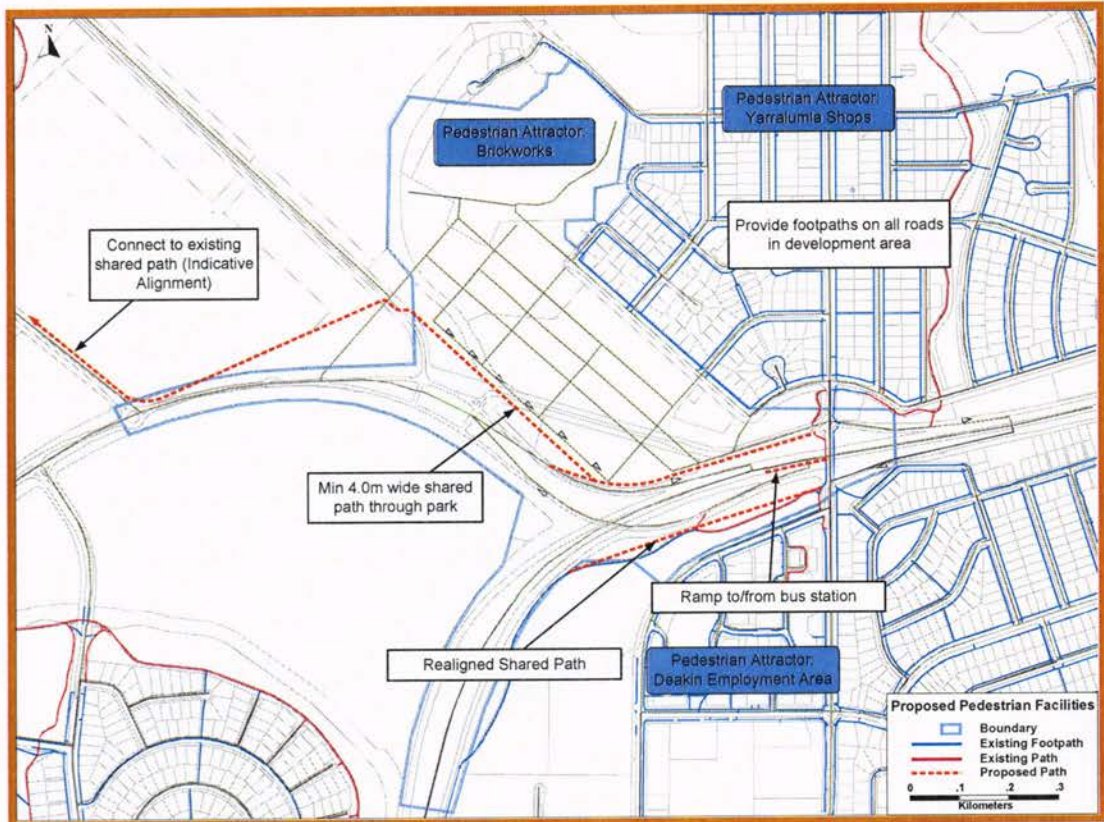 N
Pedestrian Attractor:
Brickworks
Pedestrian Attractor:
Yarralumla Shops
Provide footpaths on all roads
in development area
Connect to existing
shared path (Indicative
Alignment)
Min 4.0m wide shared
path through park
Ramp to/from bus station
Realigned Shared Path
Pedestrian Attractor:
Deakin Employment Area
Proposed Pedestrian Facilities
Boundary
Existing Footpath
Existing Path
Proposed Path
0 .1 .2 .3
Kilometers